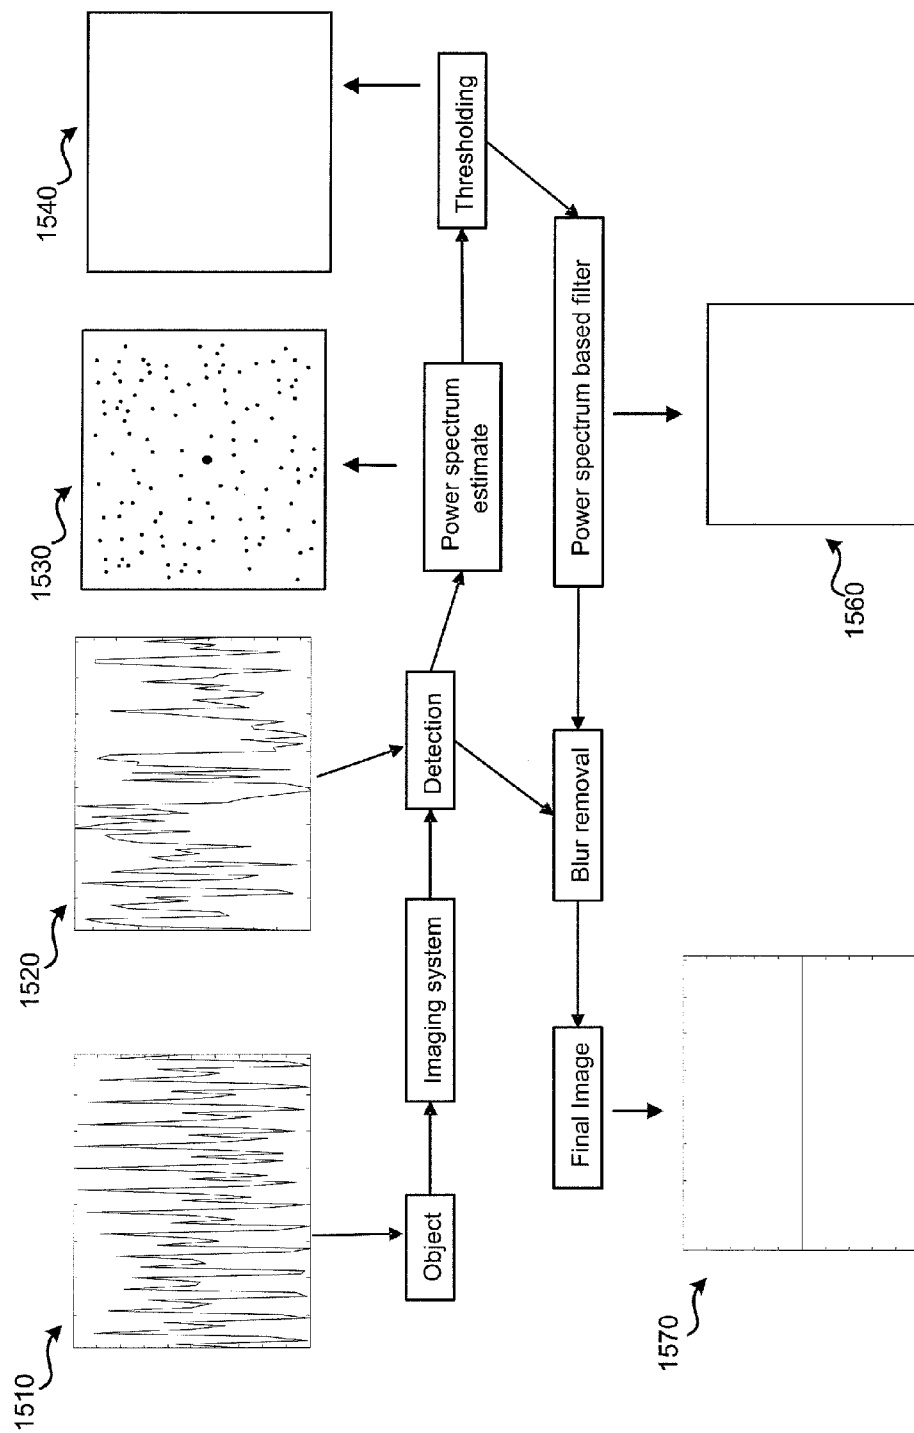 1510
1520
1530
1540
Object
Imaging system
Detection
Power spectrum
estimate
Thresholding
Final Image
Blur removal
Power spectrum based filter
1570
1560